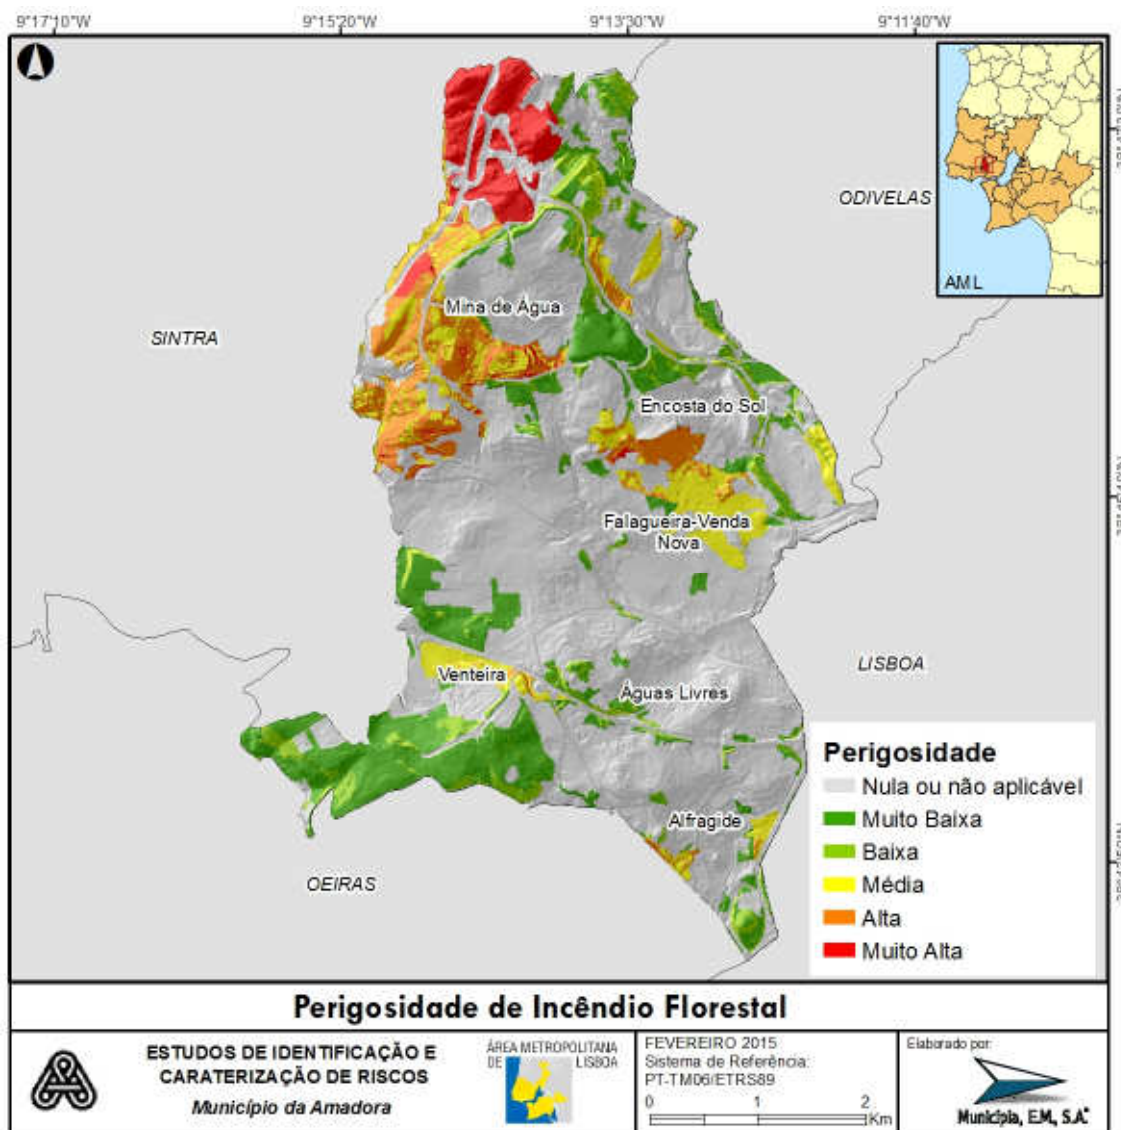 9°17'10"W
9°15'20"W
9°13'30"W
9°11'40"W
ODIVELAS
AML
SINTRA
Mina de Água
Encosta do Sol
Falagueira-Venda
Nova
LISBOA
Venteira
Águas Livres
Alfragide
OEIRAS
Perigosidade
Nula ou não aplicável
Muito Baixa
Baixa
Média
Alta
Muito Alta
Perigosidade de Incêndio Florestal
ESTUDOS DE IDENTIFICAÇÃO E
CARATERIZAÇÃO DE RISCOS
Município da Amadora
ÁREA METROPOLITANA
DE LISBOA
FEVEREIRO 2015
Sistema de Referência:
PT-TM06/ETRS89
0 1 2
Km
Elaborado por:
Municípia, E.M., S.A.